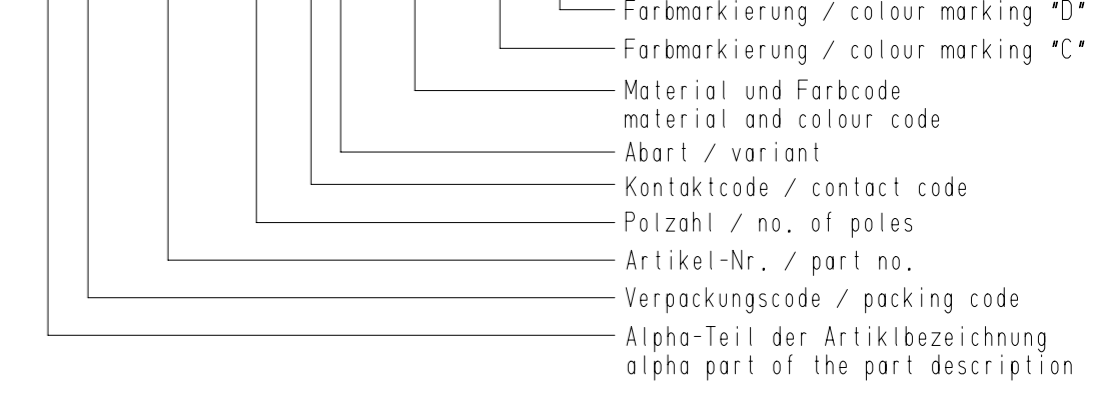 Farbmarkierung / colour marking "D"
Farbmarkierung / colour marking "C"
Material und Farbcode
material and colour code
Abart / variant
Kontaktcode / contact code
Polzahl / no. of poles
Artikel-Nr. / part no.
Verpackungscode / packing code
Alpha-Teil der Artiklbezeichnung
alpha part of the part description